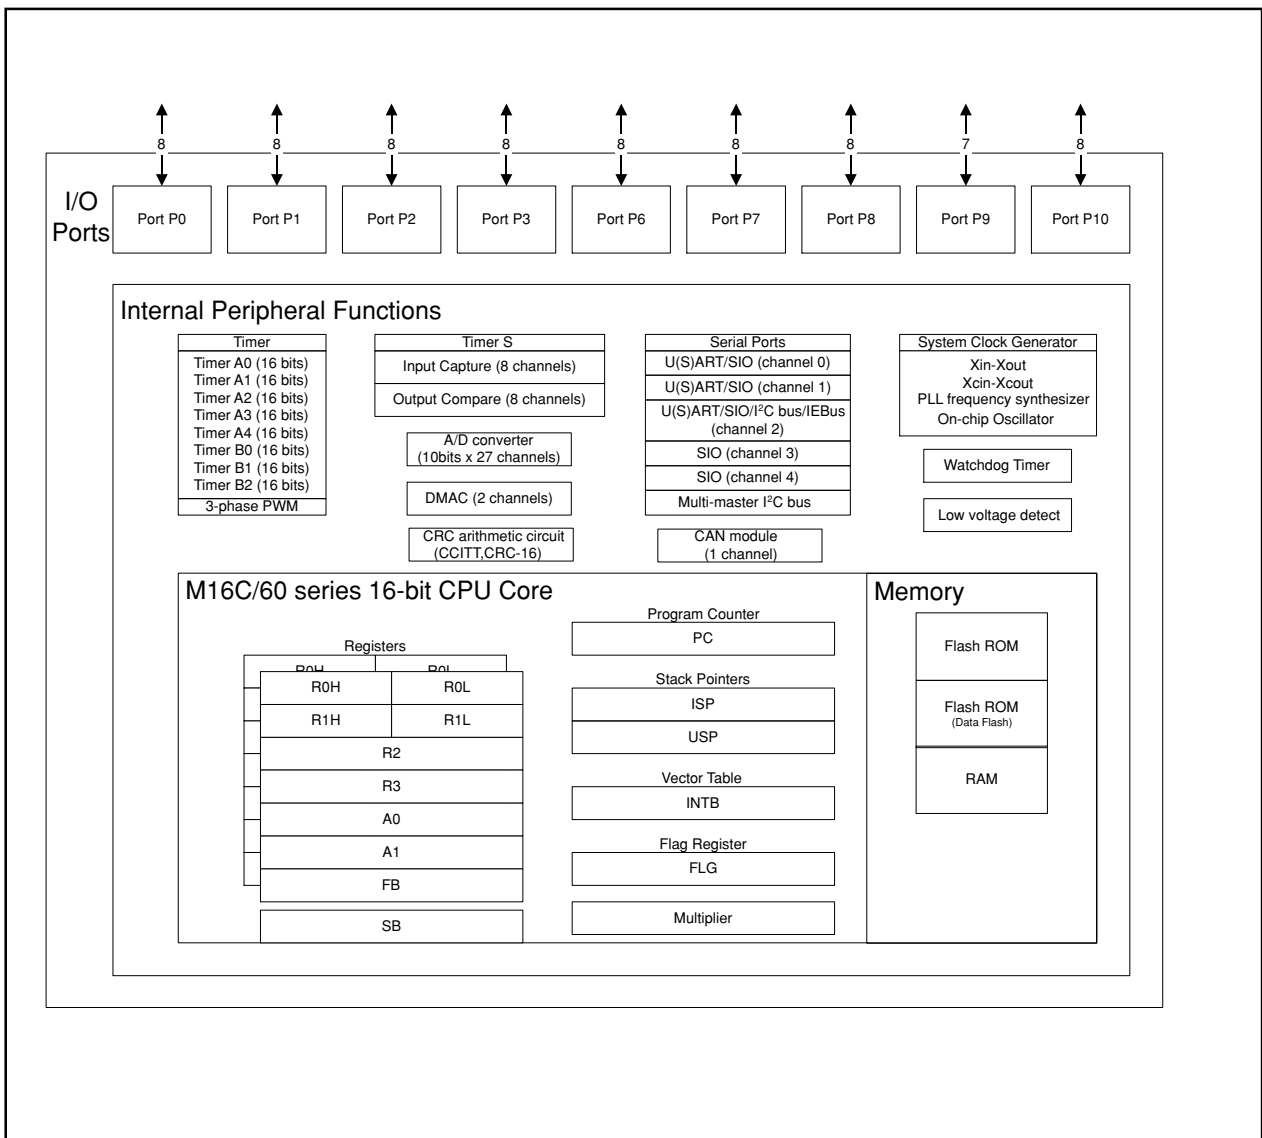 8 8 8 8 8 8 8 7 8
I/O
Ports
Port P0 Port P1 Port P2 Port P3 Port P6 Port P7 Port P8 Port P9 Port P10
Internal Peripheral Functions
Timer
Timer A0 (16 bits)
Timer A1 (16 bits)
Timer A2 (16 bits)
Timer A3 (16 bits)
Timer A4 (16 bits)
Timer B0 (16 bits)
Timer B1 (16 bits)
Timer B2 (16 bits)
3-phase PWM
Timer S
Input Capture (8 channels)
Output Compare (8 channels)
A/D converter
(10bits x 27 channels)
DMAC (2 channels)
CRC arithmetic circuit
(CCITT,CRC-16)
Serial Ports
U(S)ART/SIO (channel 0)
U(S)ART/SIO (channel 1)
U(S)ART/SIO/I²C bus/IEBus
(channel 2)
SIO (channel 3)
SIO (channel 4)
Multi-master I²C bus
CAN module
(1 channel)
System Clock Generator
Xin-Xout
Xcin-Xcout
PLL frequency synthesizer
On-chip Oscillator
Watchdog Timer
Low voltage detect
M16C/60 series 16-bit CPU Core
Registers
R0H R0L
R0H R0L
R1H R1L
R2
R3
A0
A1
FB
SB
Program Counter
PC
Stack Pointers
ISP
USP
Vector Table
INTB
Flag Register
FLG
Multiplier
Memory
Flash ROM
Flash ROM
(Data Flash)
RAM